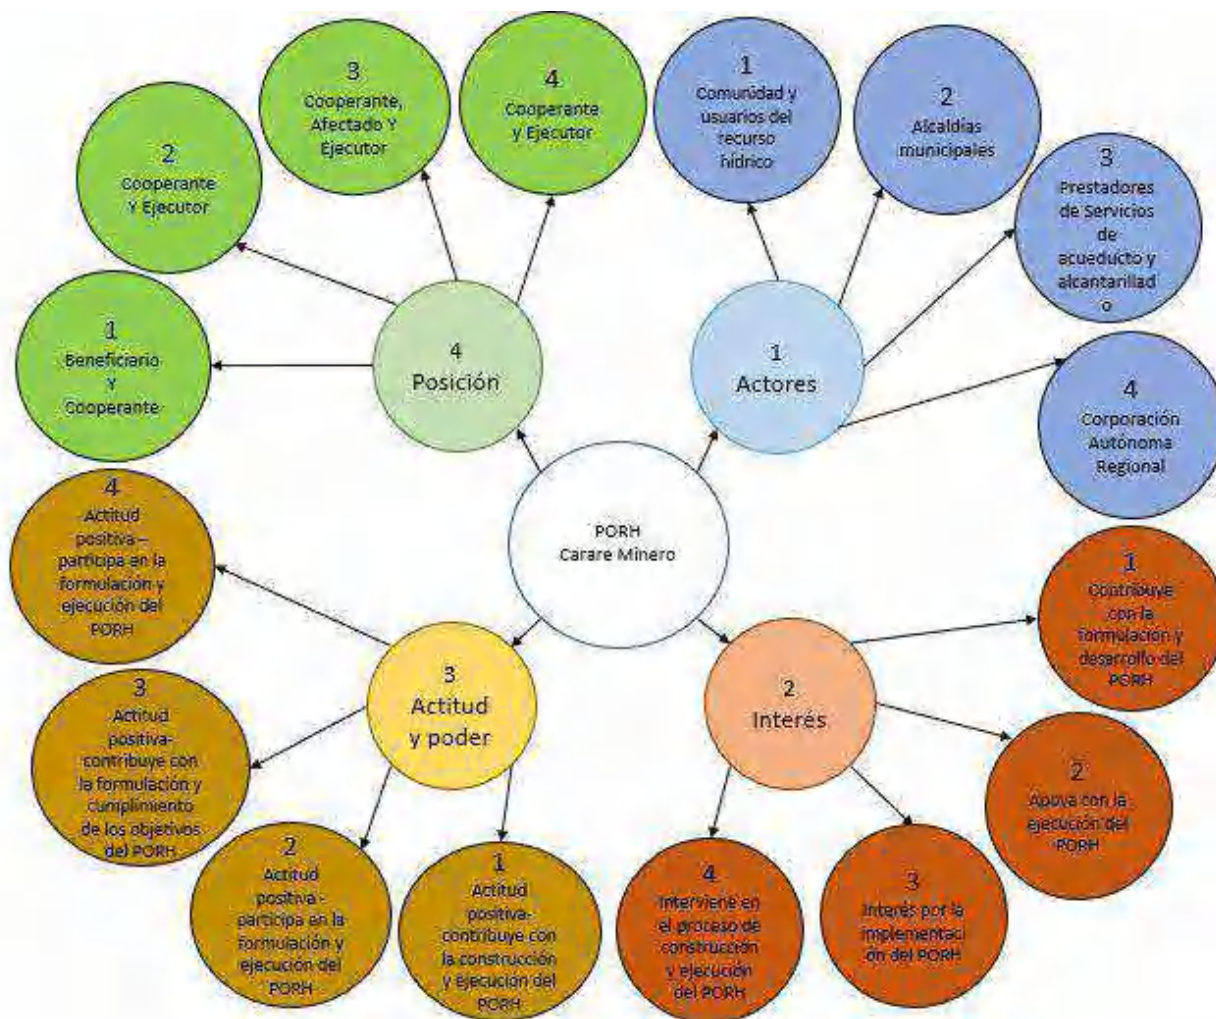 PORH
Carare Minero
1
Actores
1
Comunidad y
usuarios del
recurso
hídrico
2
Alcaldías
municipales
3
Prestadores
de Servicios
de
acueducto y
alcantarillad
o
4
Corporación
Autónoma
Regional
2
Interés
1
Contribuye
con la
formulación y
desarrollo del
PORH
2
Apoya con la
ejecución del
PORH
3
Interés por la
implementaci
ón del PORH
4
Interviene en
el proceso de
construcción
y ejecución
del PORH
3
Actitud
y poder
1
Actitud
positiva-
contribuye con
la construcción
y ejecución del
PORH
2
Actitud
positiva -
participa en la
formulación y
ejecución del
PORH
3
Actitud
positiva-
contribuye con
la formulación y
cumplimiento
de los objetivos
del PORH
4
Actitud
positiva –
participa en la
formulación y
ejecución del
PORH
4
Posición
1
Beneficiario
Y
Cooperante
2
Cooperante
Y Ejecutor
3
Cooperante,
Afectado Y
Ejecutor
4
Cooperante
y Ejecutor